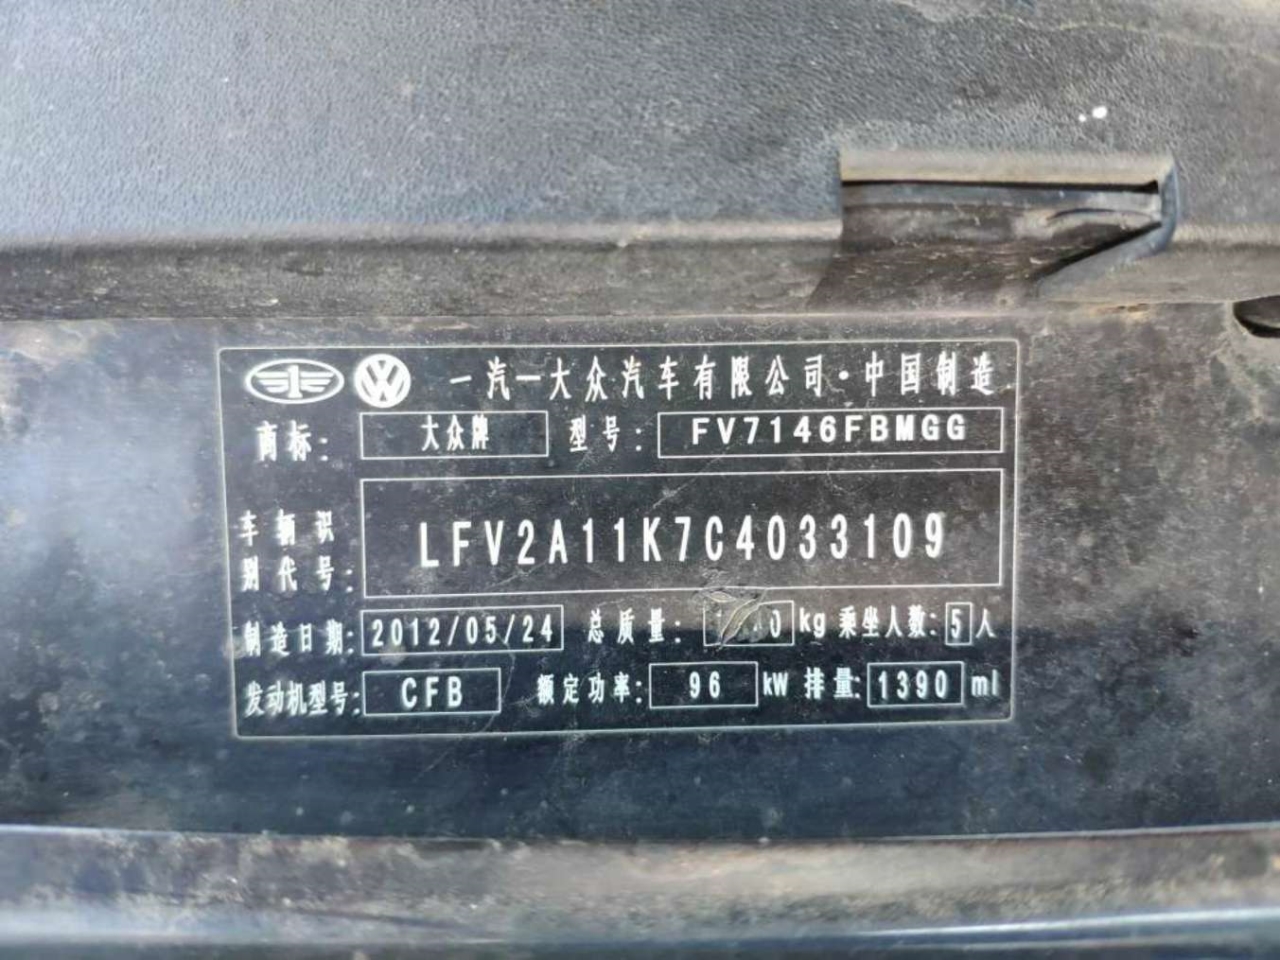 一汽一大众汽车有限公司·中国制造
商标: 大众牌 型号: FV7146FBMGG
车辆识别代号: LFV2A11K7C4033109
制造日期: 2012/05/24 总质量: kg 乘坐人数: 5 人
发动机型号: CFB 额定功率: 96 kW 排量: 1390 ml